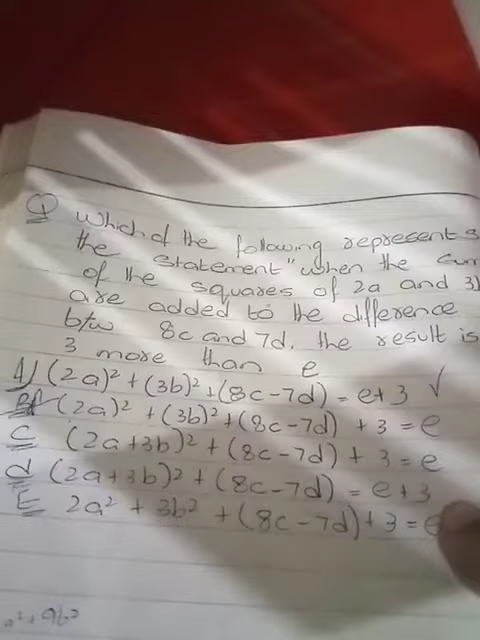 Q which of the following represents
the statement "when the sum
of the squares of 2a and 3b
are added to the difference
b/w 8c and 7d. the result is
3 more than e
A) (2a)² + (3b)² + (8c-7d) = e+3 ✓
B (2a)² + (3b)² + (8c-7d) + 3 = e
C (2a+3b)² + (8c-7d) + 3 = e
d (2a+3b)² + (8c-7d) = e+3
E 2a² + 3b² + (8c-7d) + 3 = e